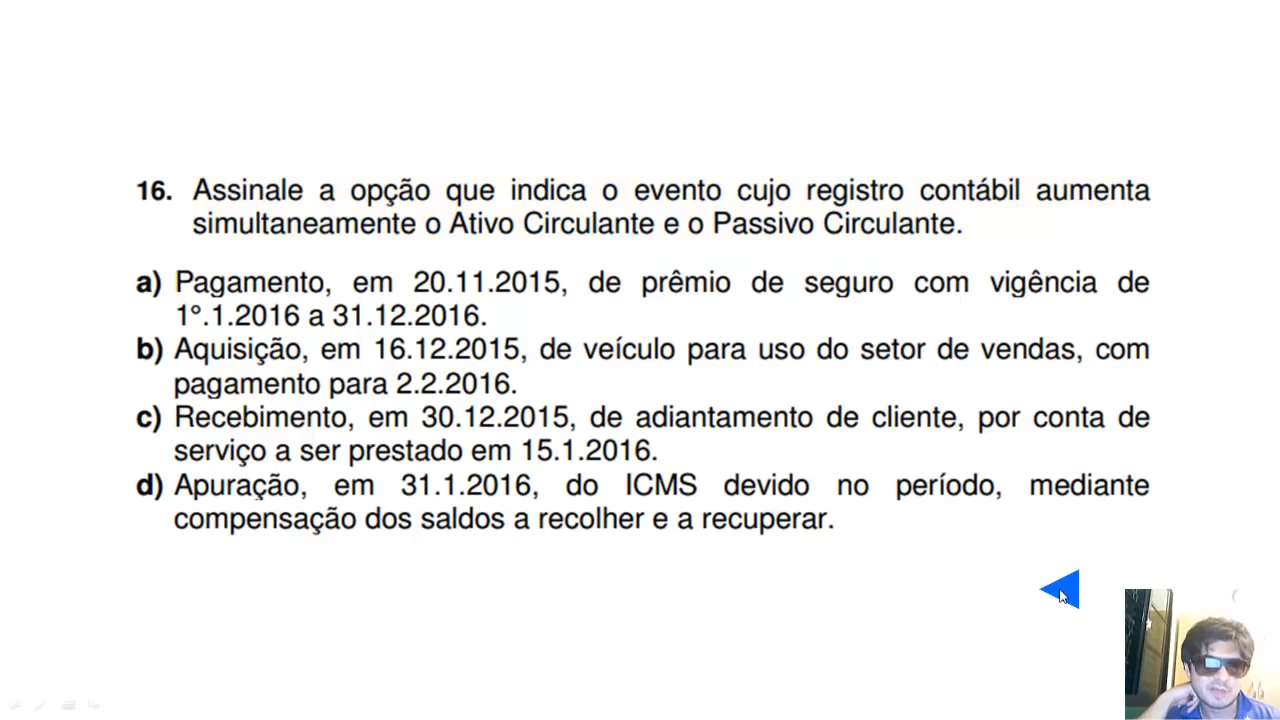 16. Assinale a opção que indica o evento cujo registro contábil aumenta
simultaneamente o Ativo Circulante e o Passivo Circulante.
a) Pagamento, em 20.11.2015, de prêmio de seguro com vigência de
1°.1.2016 a 31.12.2016.
b) Aquisição, em 16.12.2015, de veículo para uso do setor de vendas, com
pagamento para 2.2.2016.
c) Recebimento, em 30.12.2015, de adiantamento de cliente, por conta de
serviço a ser prestado em 15.1.2016.
d) Apuração, em 31.1.2016, do ICMS devido no período, mediante
compensação dos saldos a recolher e a recuperar.